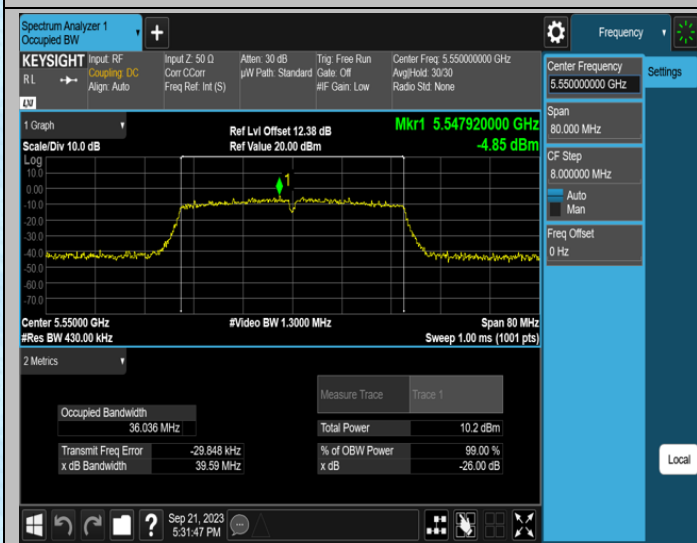 Spectrum Analyzer 1
Occupied BW
Frequency
KEYSIGHT
R L
LXI
Input: RF
Coupling: DC
Align: Auto
Input Z: 50 Ω
Corr CCorr
Freq Ref: Int (S)
Atten: 30 dB
µW Path: Standard
Trig: Free Run
Gate: Off
#IF Gain: Low
Center Freq: 5.550000000 GHz
Avg|Hold: 30/30
Radio Std: None
1 Graph
Scale/Div 10.0 dB
Ref Lvl Offset 12.38 dB
Ref Value 20.00 dBm
Mkr1 5.547920000 GHz
-4.85 dBm
Log
10.0
0.00
-10.0
-20.0
-30.0
-40.0
-50.0
-60.0
-70.0
1
Center 5.55000 GHz
#Res BW 430.00 kHz
#Video BW 1.3000 MHz
Span 80 MHz
Sweep 1.00 ms (1001 pts)
2 Metrics
Measure Trace
Trace 1
Occupied Bandwidth
36.036 MHz
Total Power
10.2 dBm
Transmit Freq Error
-29.848 kHz
% of OBW Power
99.00 %
x dB Bandwidth
39.59 MHz
x dB
-26.00 dB
Center Frequency
5.550000000 GHz
Settings
Span
80.000 MHz
CF Step
8.000000 MHz
Auto
Man
Freq Offset
0 Hz
Local
?
Sep 21, 2023
5:31:47 PM